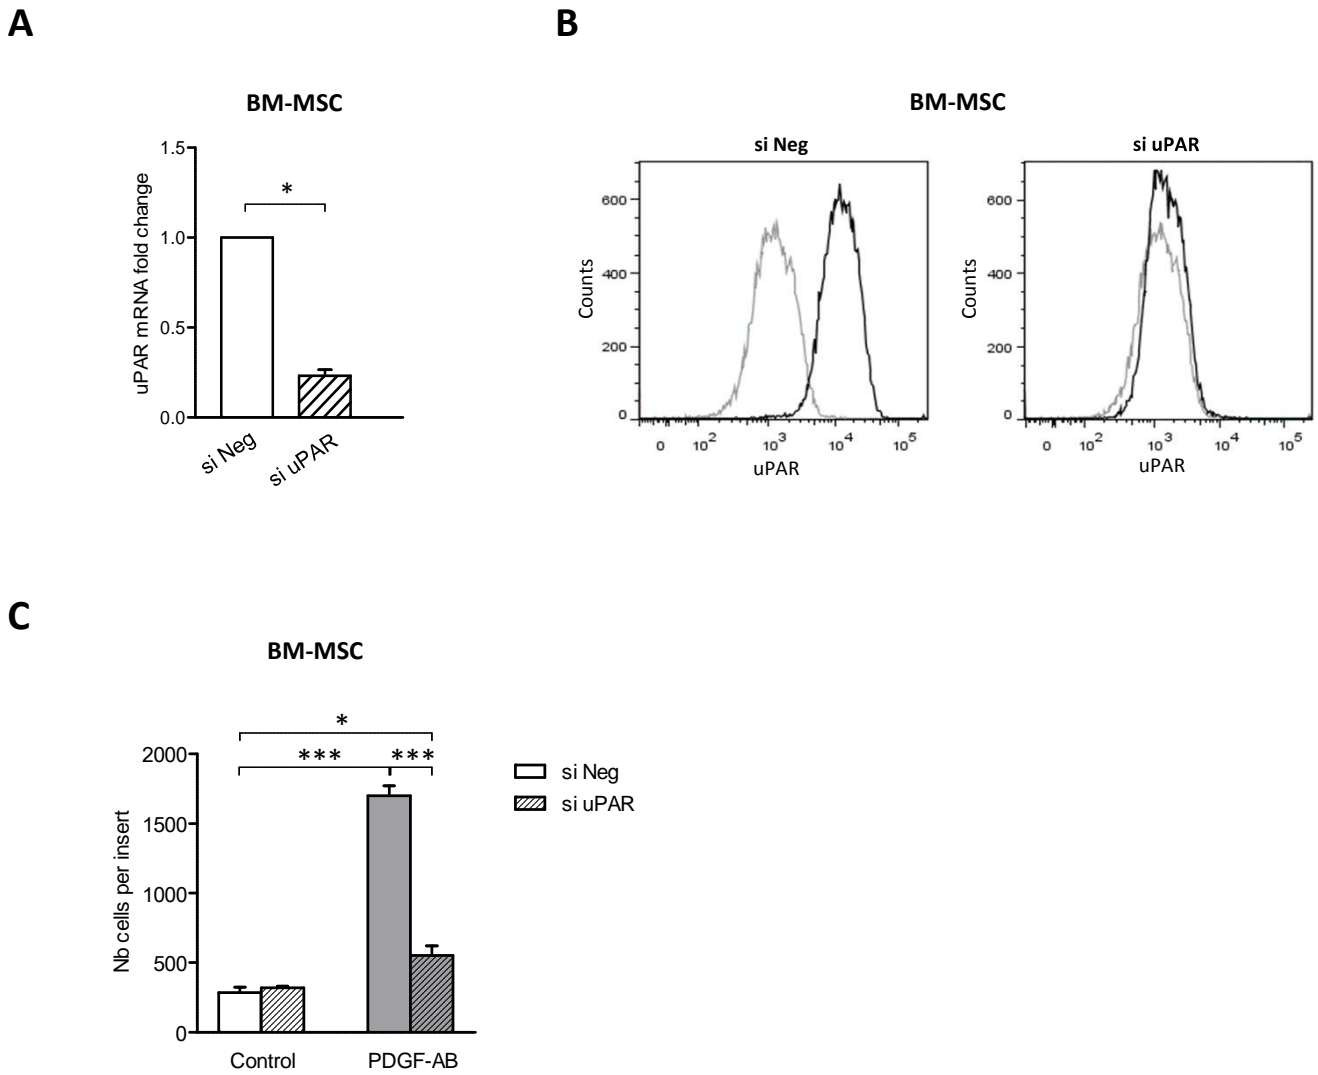 A
BM-MSC
uPAR mRNA fold change
1.5
1.0
0.5
0.0
*
si Neg
si uPAR
B
BM-MSC
si Neg
Counts
600
400
200
0
0 10² 10³ 10⁴ 10⁵
uPAR
si uPAR
Counts
600
400
200
0
0 10² 10³ 10⁴ 10⁵
uPAR
C
BM-MSC
Nb cells per insert
2000
1500
1000
500
0
*
*** ***
Control PDGF-AB
si Neg
si uPAR